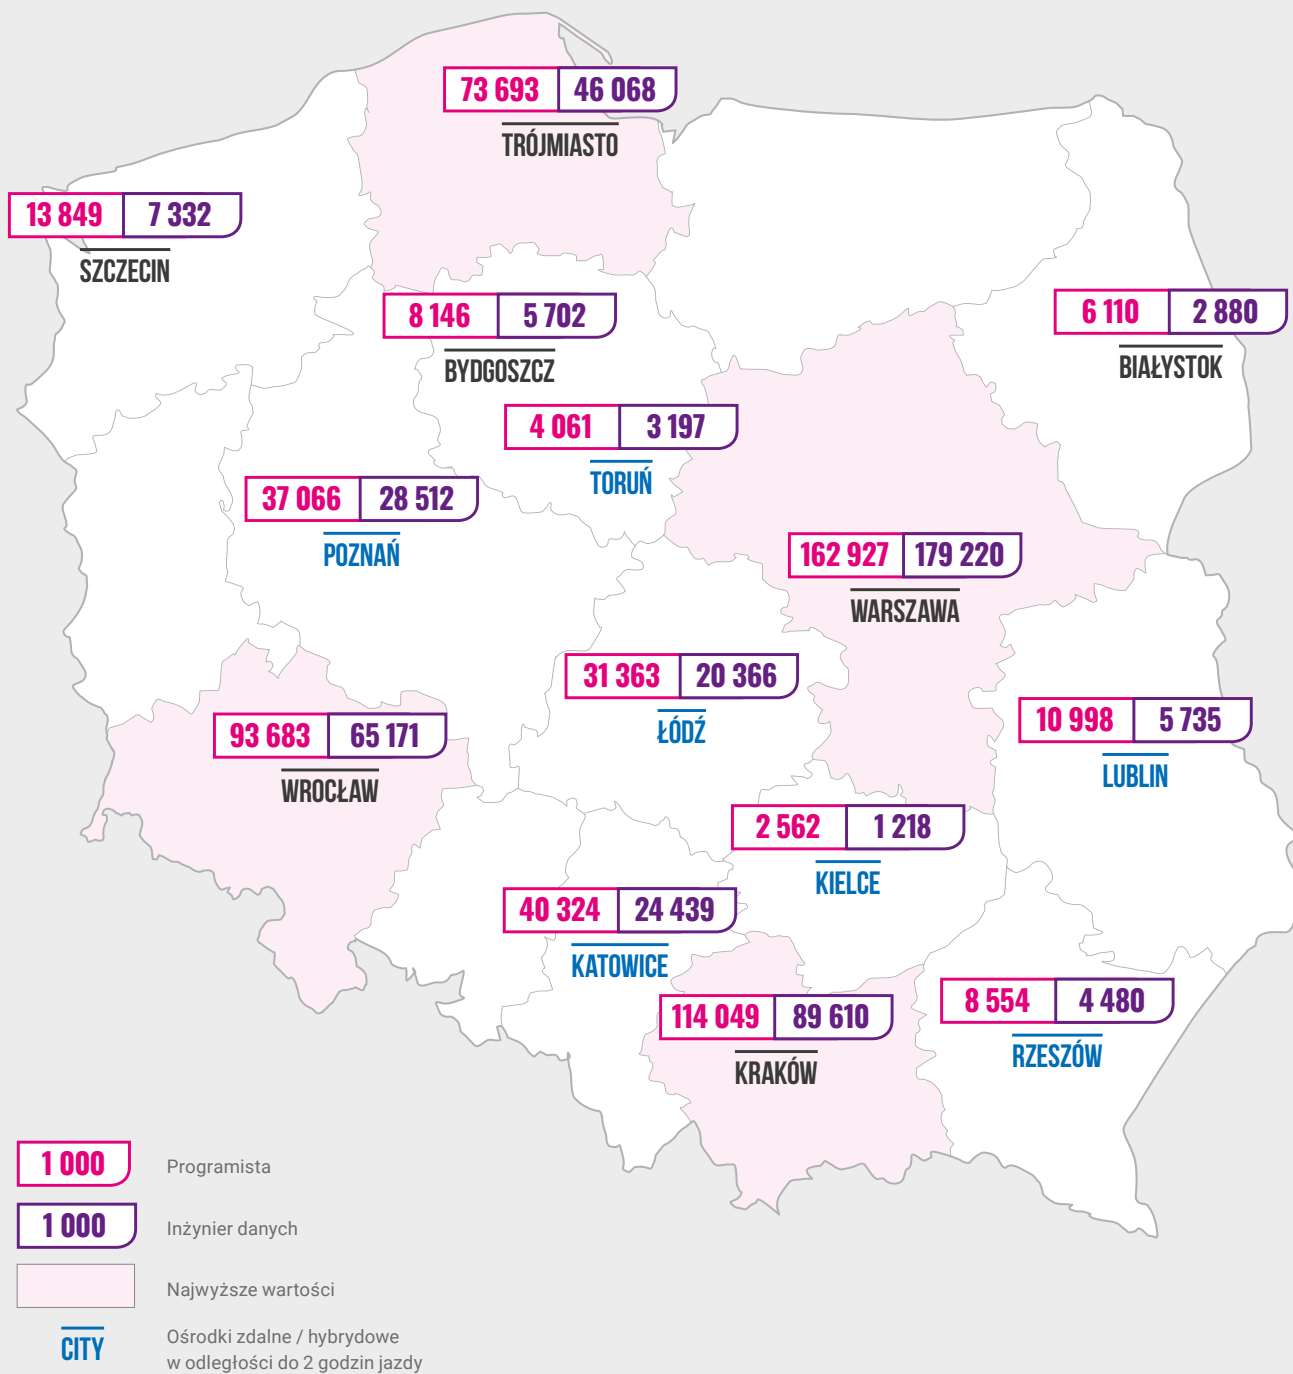 73 693 46 068
TRÓJMIASTO
13 849 7 332
SZCZECIN
8 146 5 702
BYDGOSZCZ
6 110 2 880
BIAŁYSTOK
4 061 3 197
TORUŃ
37 066 28 512
POZNAŃ
162 927 179 220
WARSZAWA
31 363 20 366
ŁÓDŹ
93 683 65 171
WROCŁAW
10 998 5 735
LUBLIN
2 562 1 218
KIELCE
40 324 24 439
KATOWICE
114 049 89 610
KRAKÓW
8 554 4 480
RZESZÓW
1 000 Programista
1 000 Inżynier danych
Najwyższe wartości
CITY
Ośrodki zdalne / hybrydowe
w odległości do 2 godzin jazdy